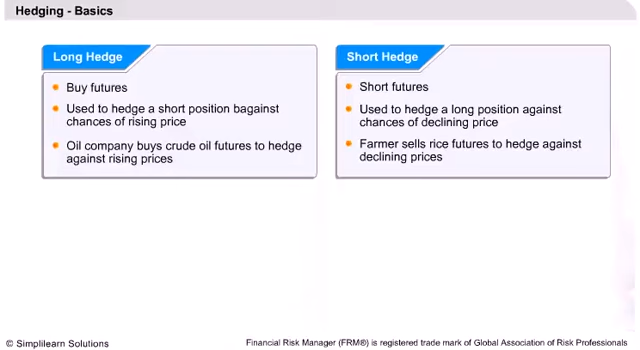 Hedging - Basics
Long Hedge
Buy futures
Used to hedge a short position bagainst
chances of rising price
Oil company buys crude oil futures to hedge
against rising prices
Short Hedge
Short futures
Used to hedge a long position against
chances of declining price
Farmer sells rice futures to hedge against
declining prices
© Simplilearn Solutions
Financial Risk Manager (FRM®) is registered trade mark of Global Association of Risk Professionals